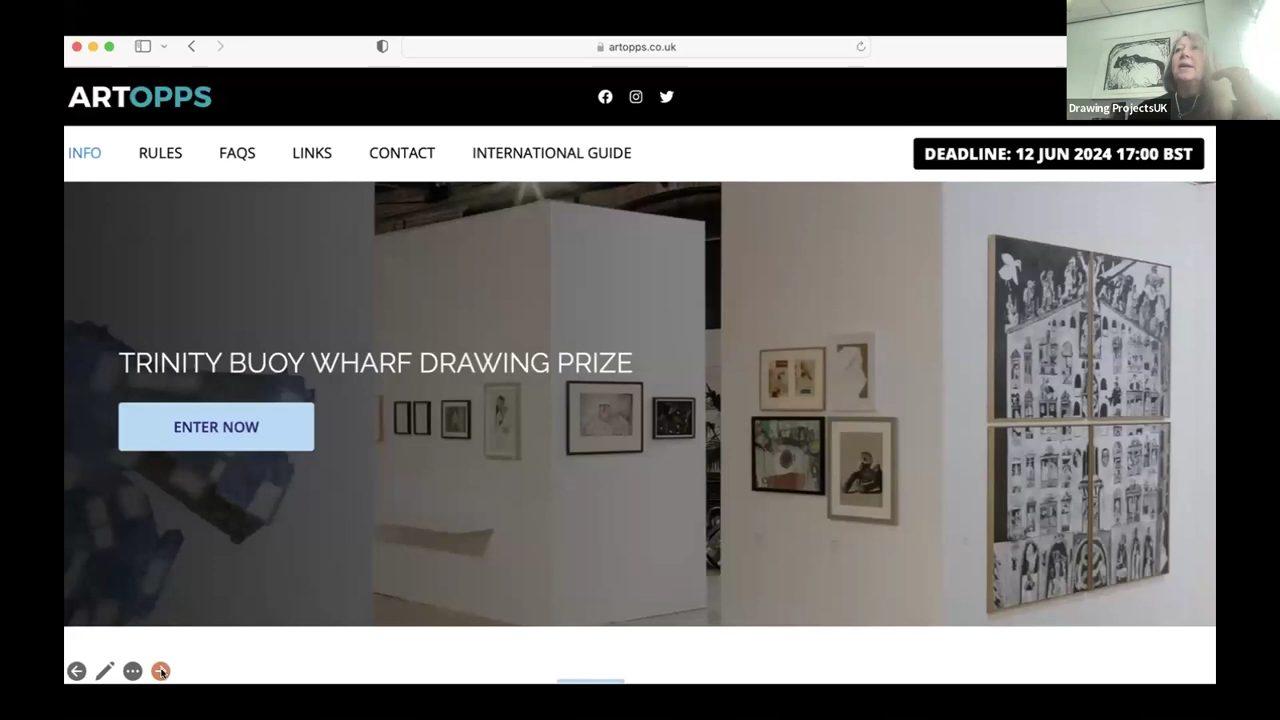 artopps.co.uk
ARTOPPS
Drawing ProjectsUK
INFO RULES FAQS LINKS CONTACT INTERNATIONAL GUIDE
DEADLINE: 12 JUN 2024 17:00 BST
TRINITY BUOY WHARF DRAWING PRIZE
ENTER NOW